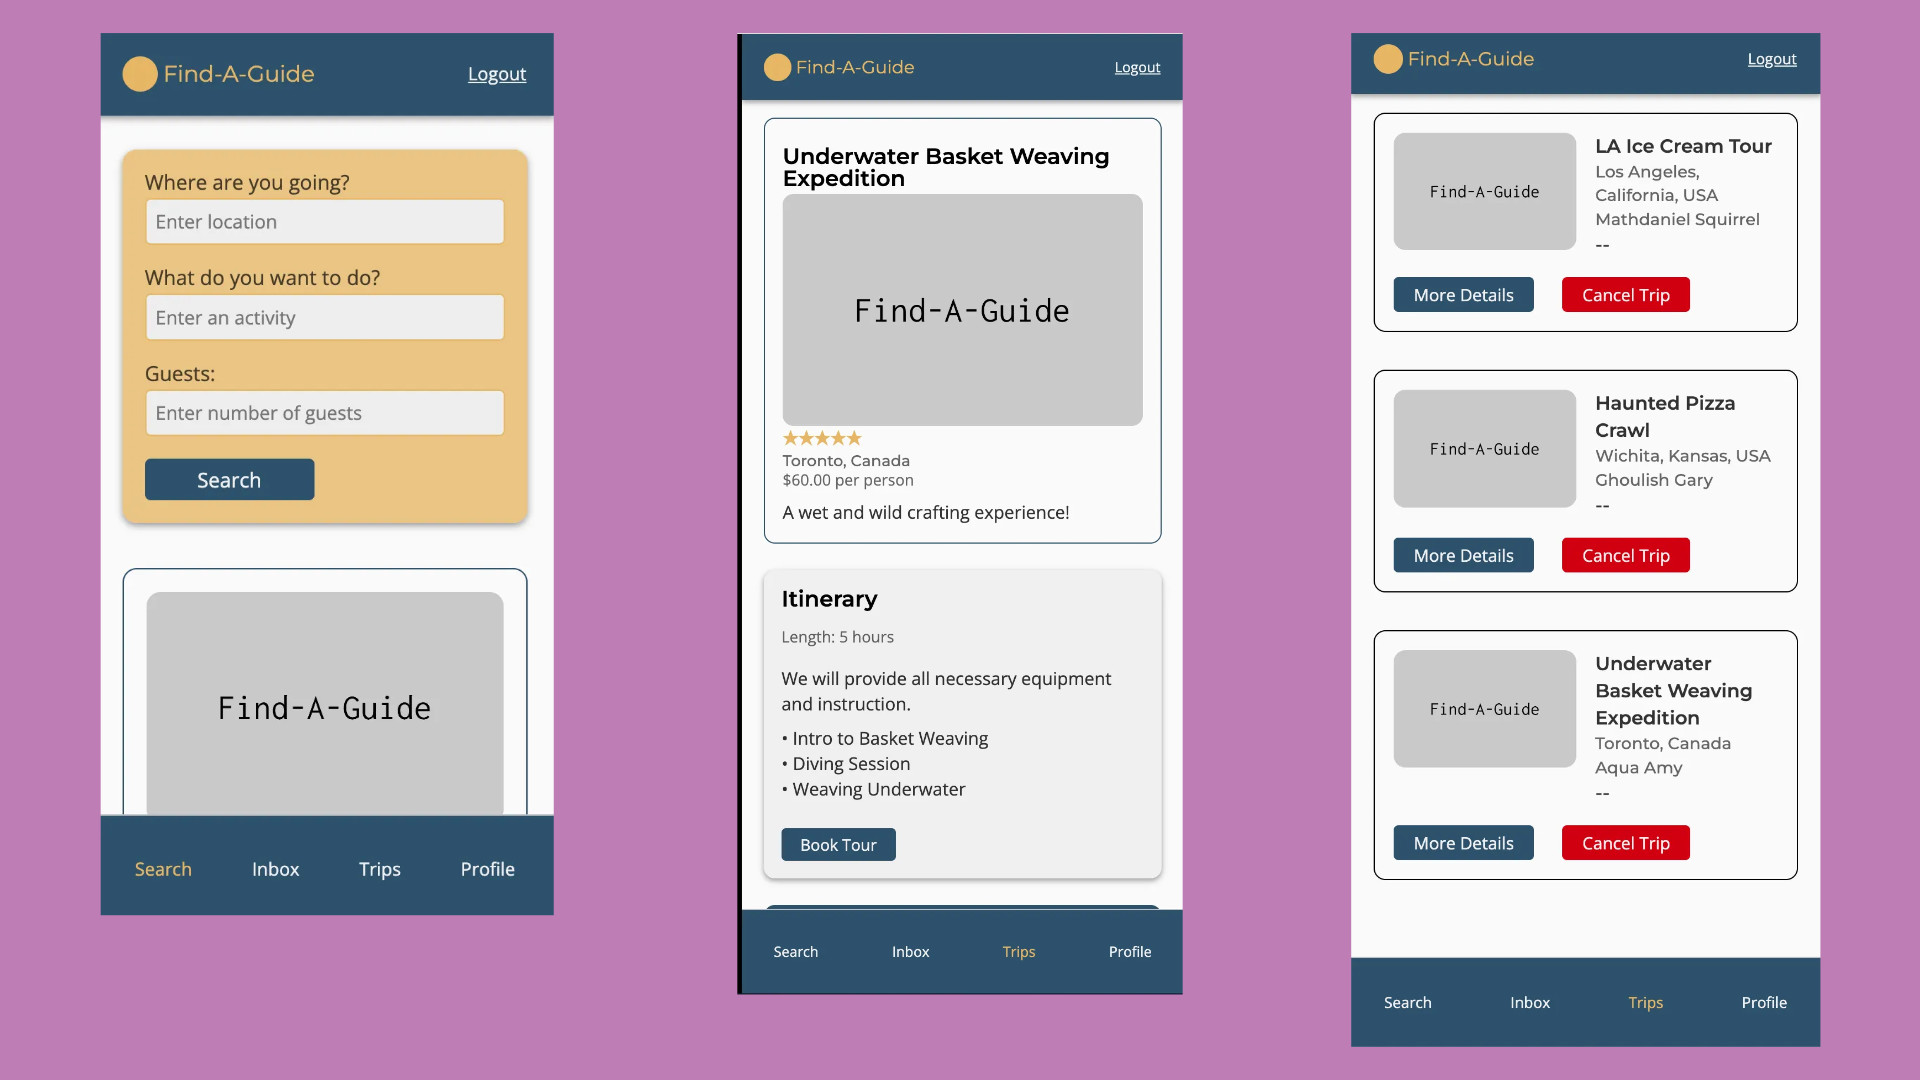 Find-A-Guide
Logout
Where are you going?
Enter location
What do you want to do?
Enter an activity
Guests:
Enter number of guests
Search
Find-A-Guide
Search Inbox Trips Profile
Find-A-Guide
Logout
Underwater Basket Weaving
Expedition
Find-A-Guide
★★★★★
Toronto, Canada
$60.00 per person
A wet and wild crafting experience!
Itinerary
Length: 5 hours
We will provide all necessary equipment
and instruction.
• Intro to Basket Weaving
• Diving Session
• Weaving Underwater
Book Tour
Search Inbox Trips Profile
Find-A-Guide
Logout
Find-A-Guide
LA Ice Cream Tour
Los Angeles,
California, USA
Mathdaniel Squirrel
--
More Details Cancel Trip
Find-A-Guide
Haunted Pizza
Crawl
Wichita, Kansas, USA
Ghoulish Gary
--
More Details Cancel Trip
Find-A-Guide
Underwater
Basket Weaving
Expedition
Toronto, Canada
Aqua Amy
--
More Details Cancel Trip
Search Inbox Trips Profile